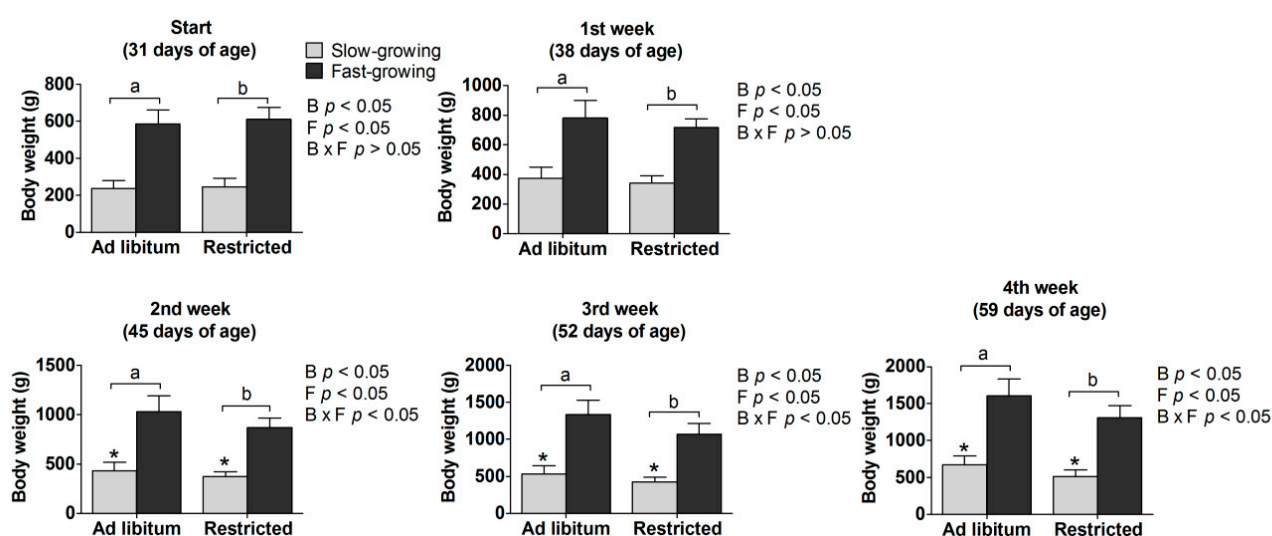 Start
(31 days of age)
Slow-growing
Fast-growing
Body weight (g)
800
600
400
200
0
a
b
B p < 0.05
F p < 0.05
B x F p > 0.05
Ad libitum
Restricted
1st week
(38 days of age)
Body weight (g)
1000
800
600
400
200
0
a
b
B p < 0.05
F p < 0.05
B x F p > 0.05
Ad libitum
Restricted
2nd week
(45 days of age)
Body weight (g)
1500
1000
500
0
a
b
*
*
B p < 0.05
F p < 0.05
B x F p < 0.05
Ad libitum
Restricted
3rd week
(52 days of age)
Body weight (g)
2000
1500
1000
500
0
a
b
*
*
B p < 0.05
F p < 0.05
B x F p < 0.05
Ad libitum
Restricted
4th week
(59 days of age)
Body weight (g)
2000
1500
1000
500
0
a
b
*
*
B p < 0.05
F p < 0.05
B x F p < 0.05
Ad libitum
Restricted